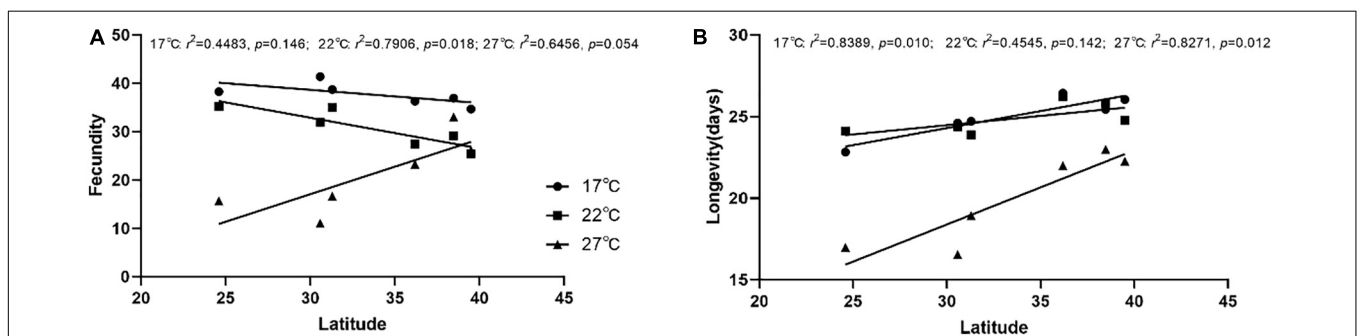 A
17℃: r²=0.4483, p=0.146; 22℃: r²=0.7906, p=0.018; 27℃: r²=0.6456, p=0.054
50
40
30
20
10
0
Fecundity
20 25 30 35 40 45
Latitude
17℃
22℃
27℃
B
17℃: r²=0.8389, p=0.010; 22℃: r²=0.4545, p=0.142; 27℃: r²=0.8271, p=0.012
30
25
20
15
Longevity(days)
20 25 30 35 40 45
Latitude